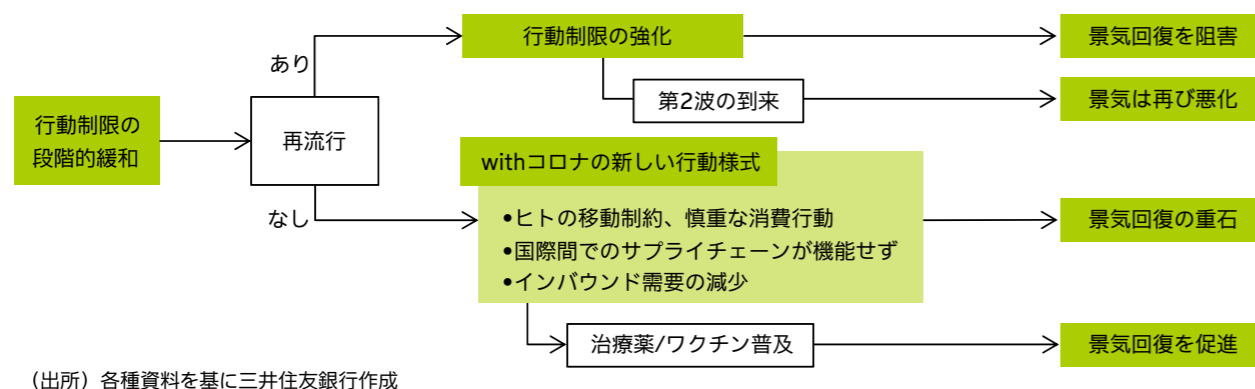 行動制限の強化
景気回復を阻害
あり
第2波の到来
景気は再び悪化
行動制限の
段階的緩和
再流行
withコロナの新しい行動様式
なし
•ヒトの移動制約、慎重な消費行動
•国際間でのサプライチェーンが機能せず
•インバウンド需要の減少
景気回復の重石
治療薬/ワクチン普及
景気回復を促進
（出所）各種資料を基に三井住友銀行作成